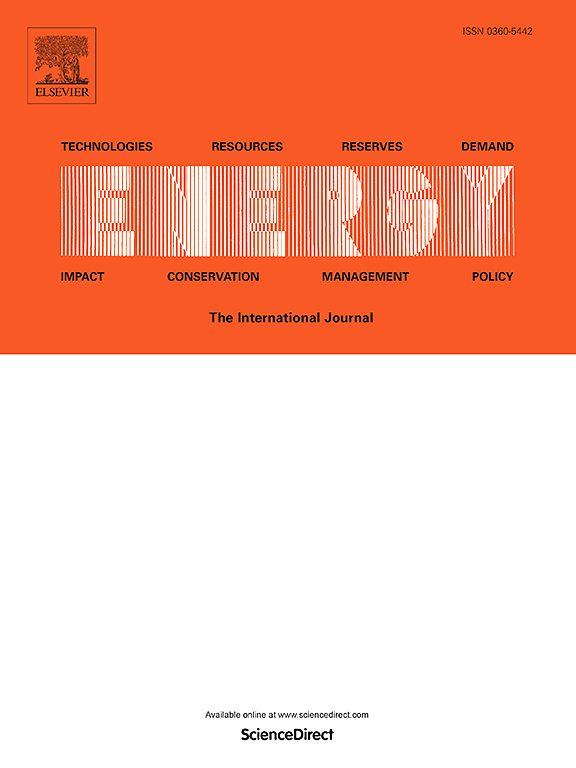 ISSN 0360-5442
ELSEVIER
TECHNOLOGIES RESOURCES RESERVES DEMAND
ENERGY
IMPACT CONSERVATION MANAGEMENT POLICY
The International Journal
Available online at www.sciencedirect.com
ScienceDirect